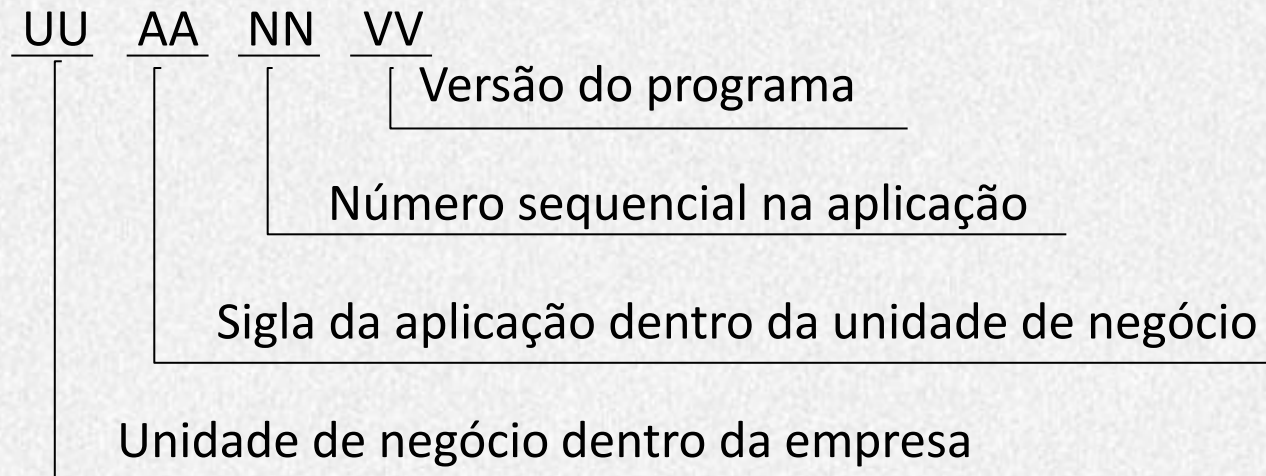 UU AA NN VV
Versão do programa
Número sequencial na aplicação
Sigla da aplicação dentro da unidade de negócio
Unidade de negócio dentro da empresa